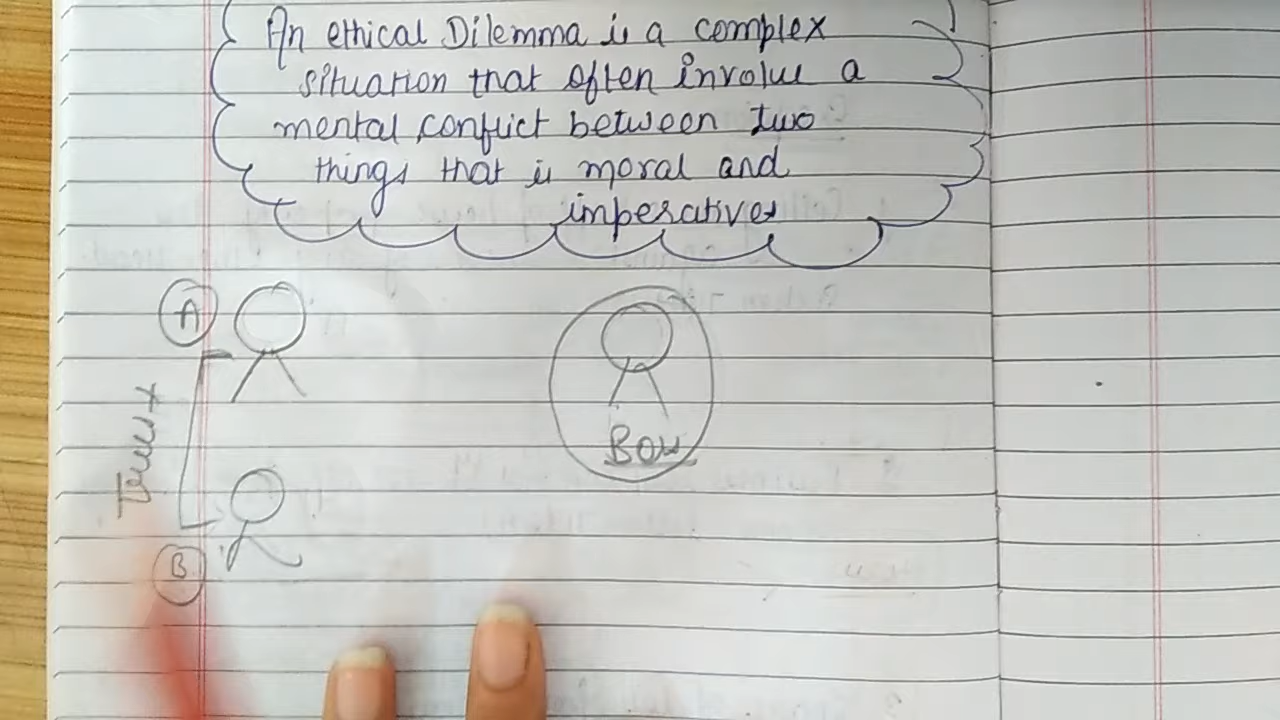 An ethical Dilemma is a complex
situation that often involve a
mental conflict between two
things that is moral and
imperatives
A
Trust
B